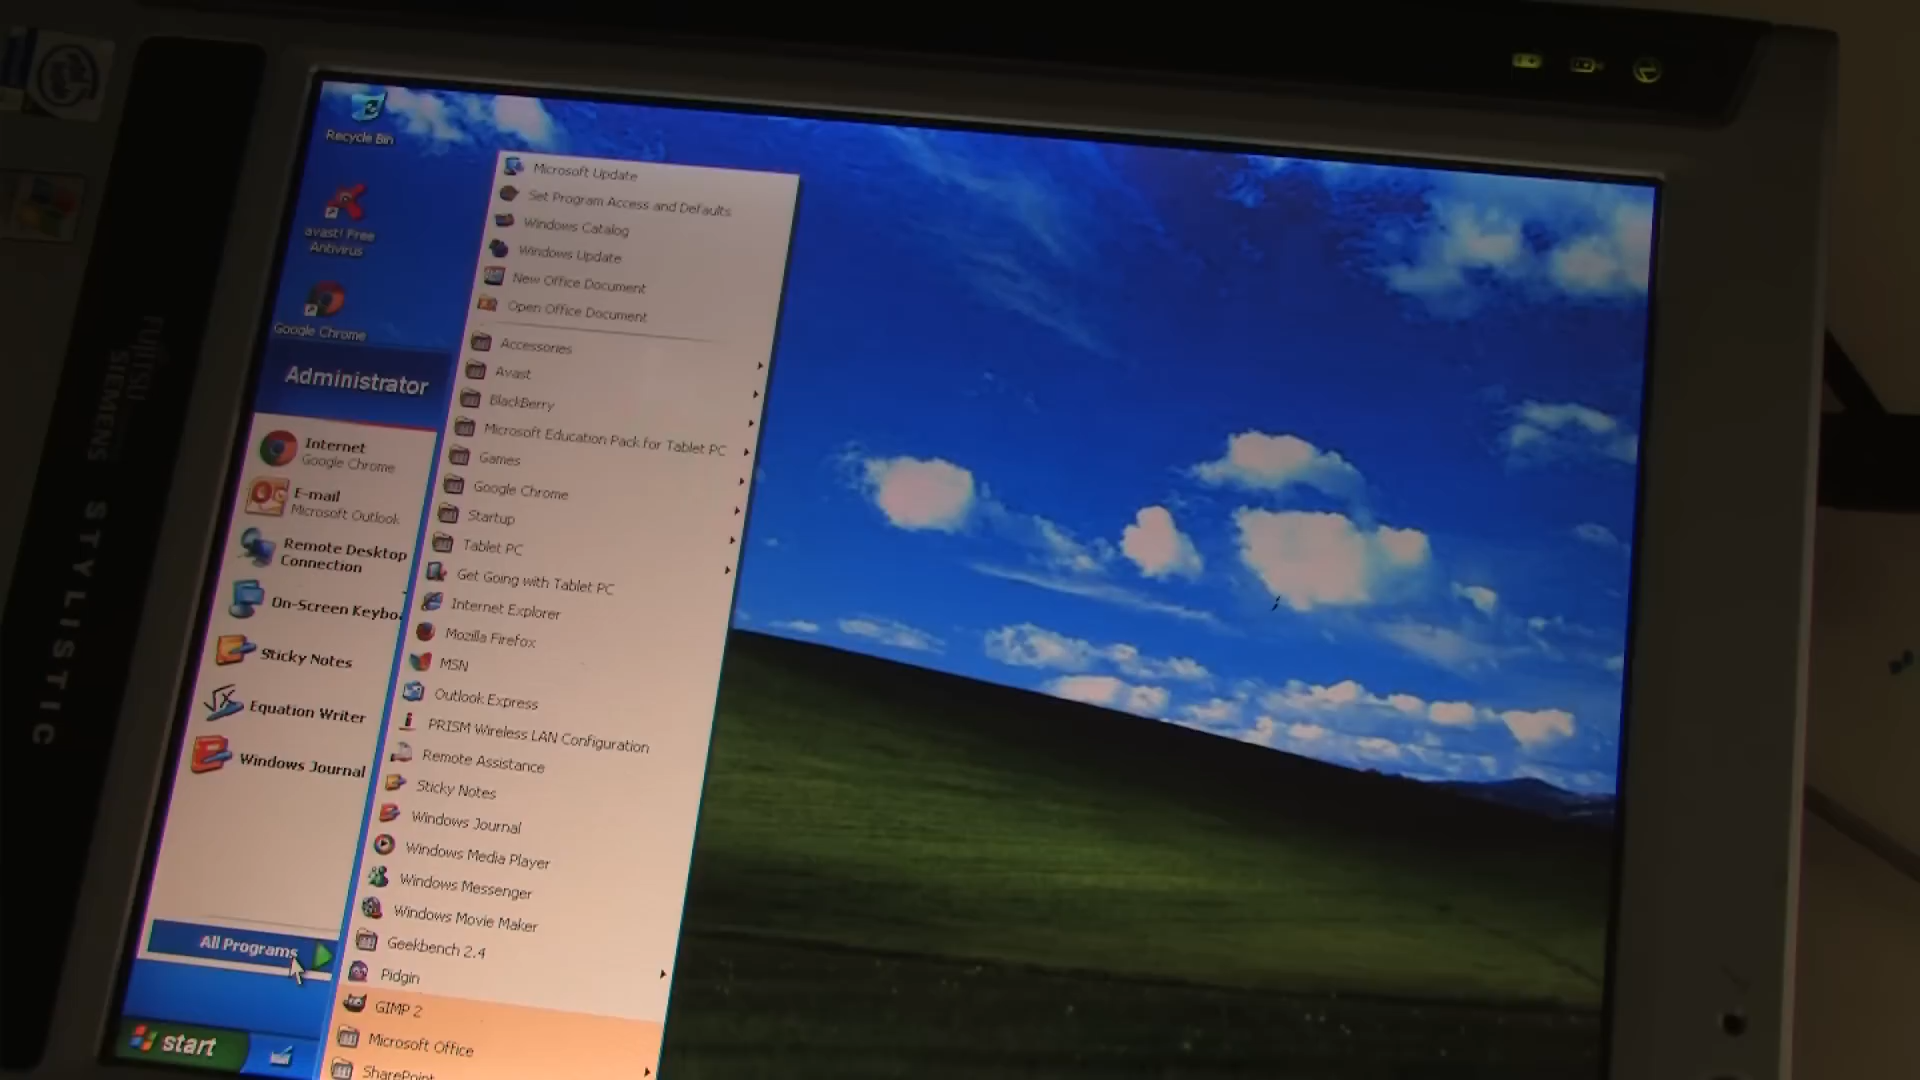 Recycle Bin
avast! Free
Antivirus
Google Chrome
Administrator
Internet
Google Chrome
E-mail
Microsoft Outlook
Remote Desktop
Connection
On-Screen Keyboa
Sticky Notes
Equation Writer
Windows Journal
All Programs
start
Microsoft Update
Set Program Access and Defaults
Windows Catalog
Windows Update
New Office Document
Open Office Document
Accessories
Avast
BlackBerry
Microsoft Education Pack for Tablet PC
Games
Google Chrome
Startup
Tablet PC
Get Going with Tablet PC
Internet Explorer
Mozilla Firefox
MSN
Outlook Express
PRISM Wireless LAN Configuration
Remote Assistance
Sticky Notes
Windows Journal
Windows Media Player
Windows Messenger
Windows Movie Maker
Geekbench 2.4
Pidgin
GIMP 2
Microsoft Office
SharePoint
FUJITSU
SIEMENS
STYLISTIC